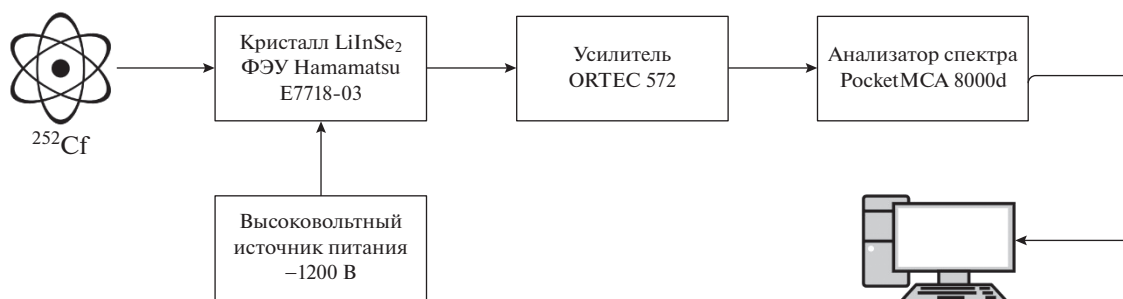 Кристалл LiInSe₂
ФЭУ Hamamatsu
E7718-03
Усилитель
ORTEC 572
Анализатор спектра
PocketMCA 8000d
²⁵²Cf
Высоковольтный
источник питания
−1200 В